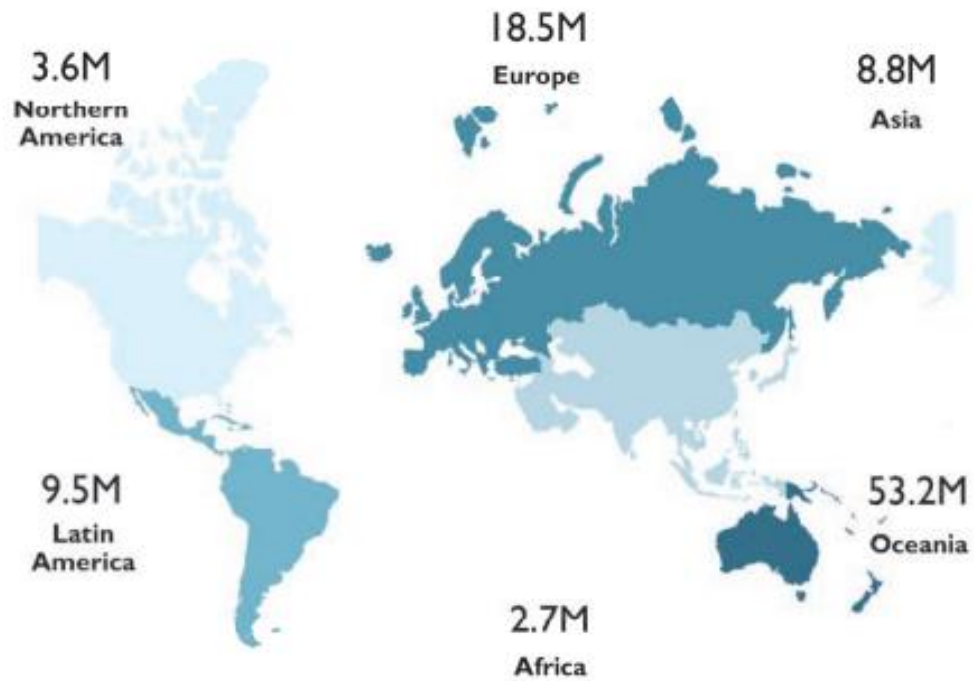 18.5M
Europe
3.6M
Northern
America
8.8M
Asia
9.5M
Latin
America
53.2M
Oceania
2.7M
Africa